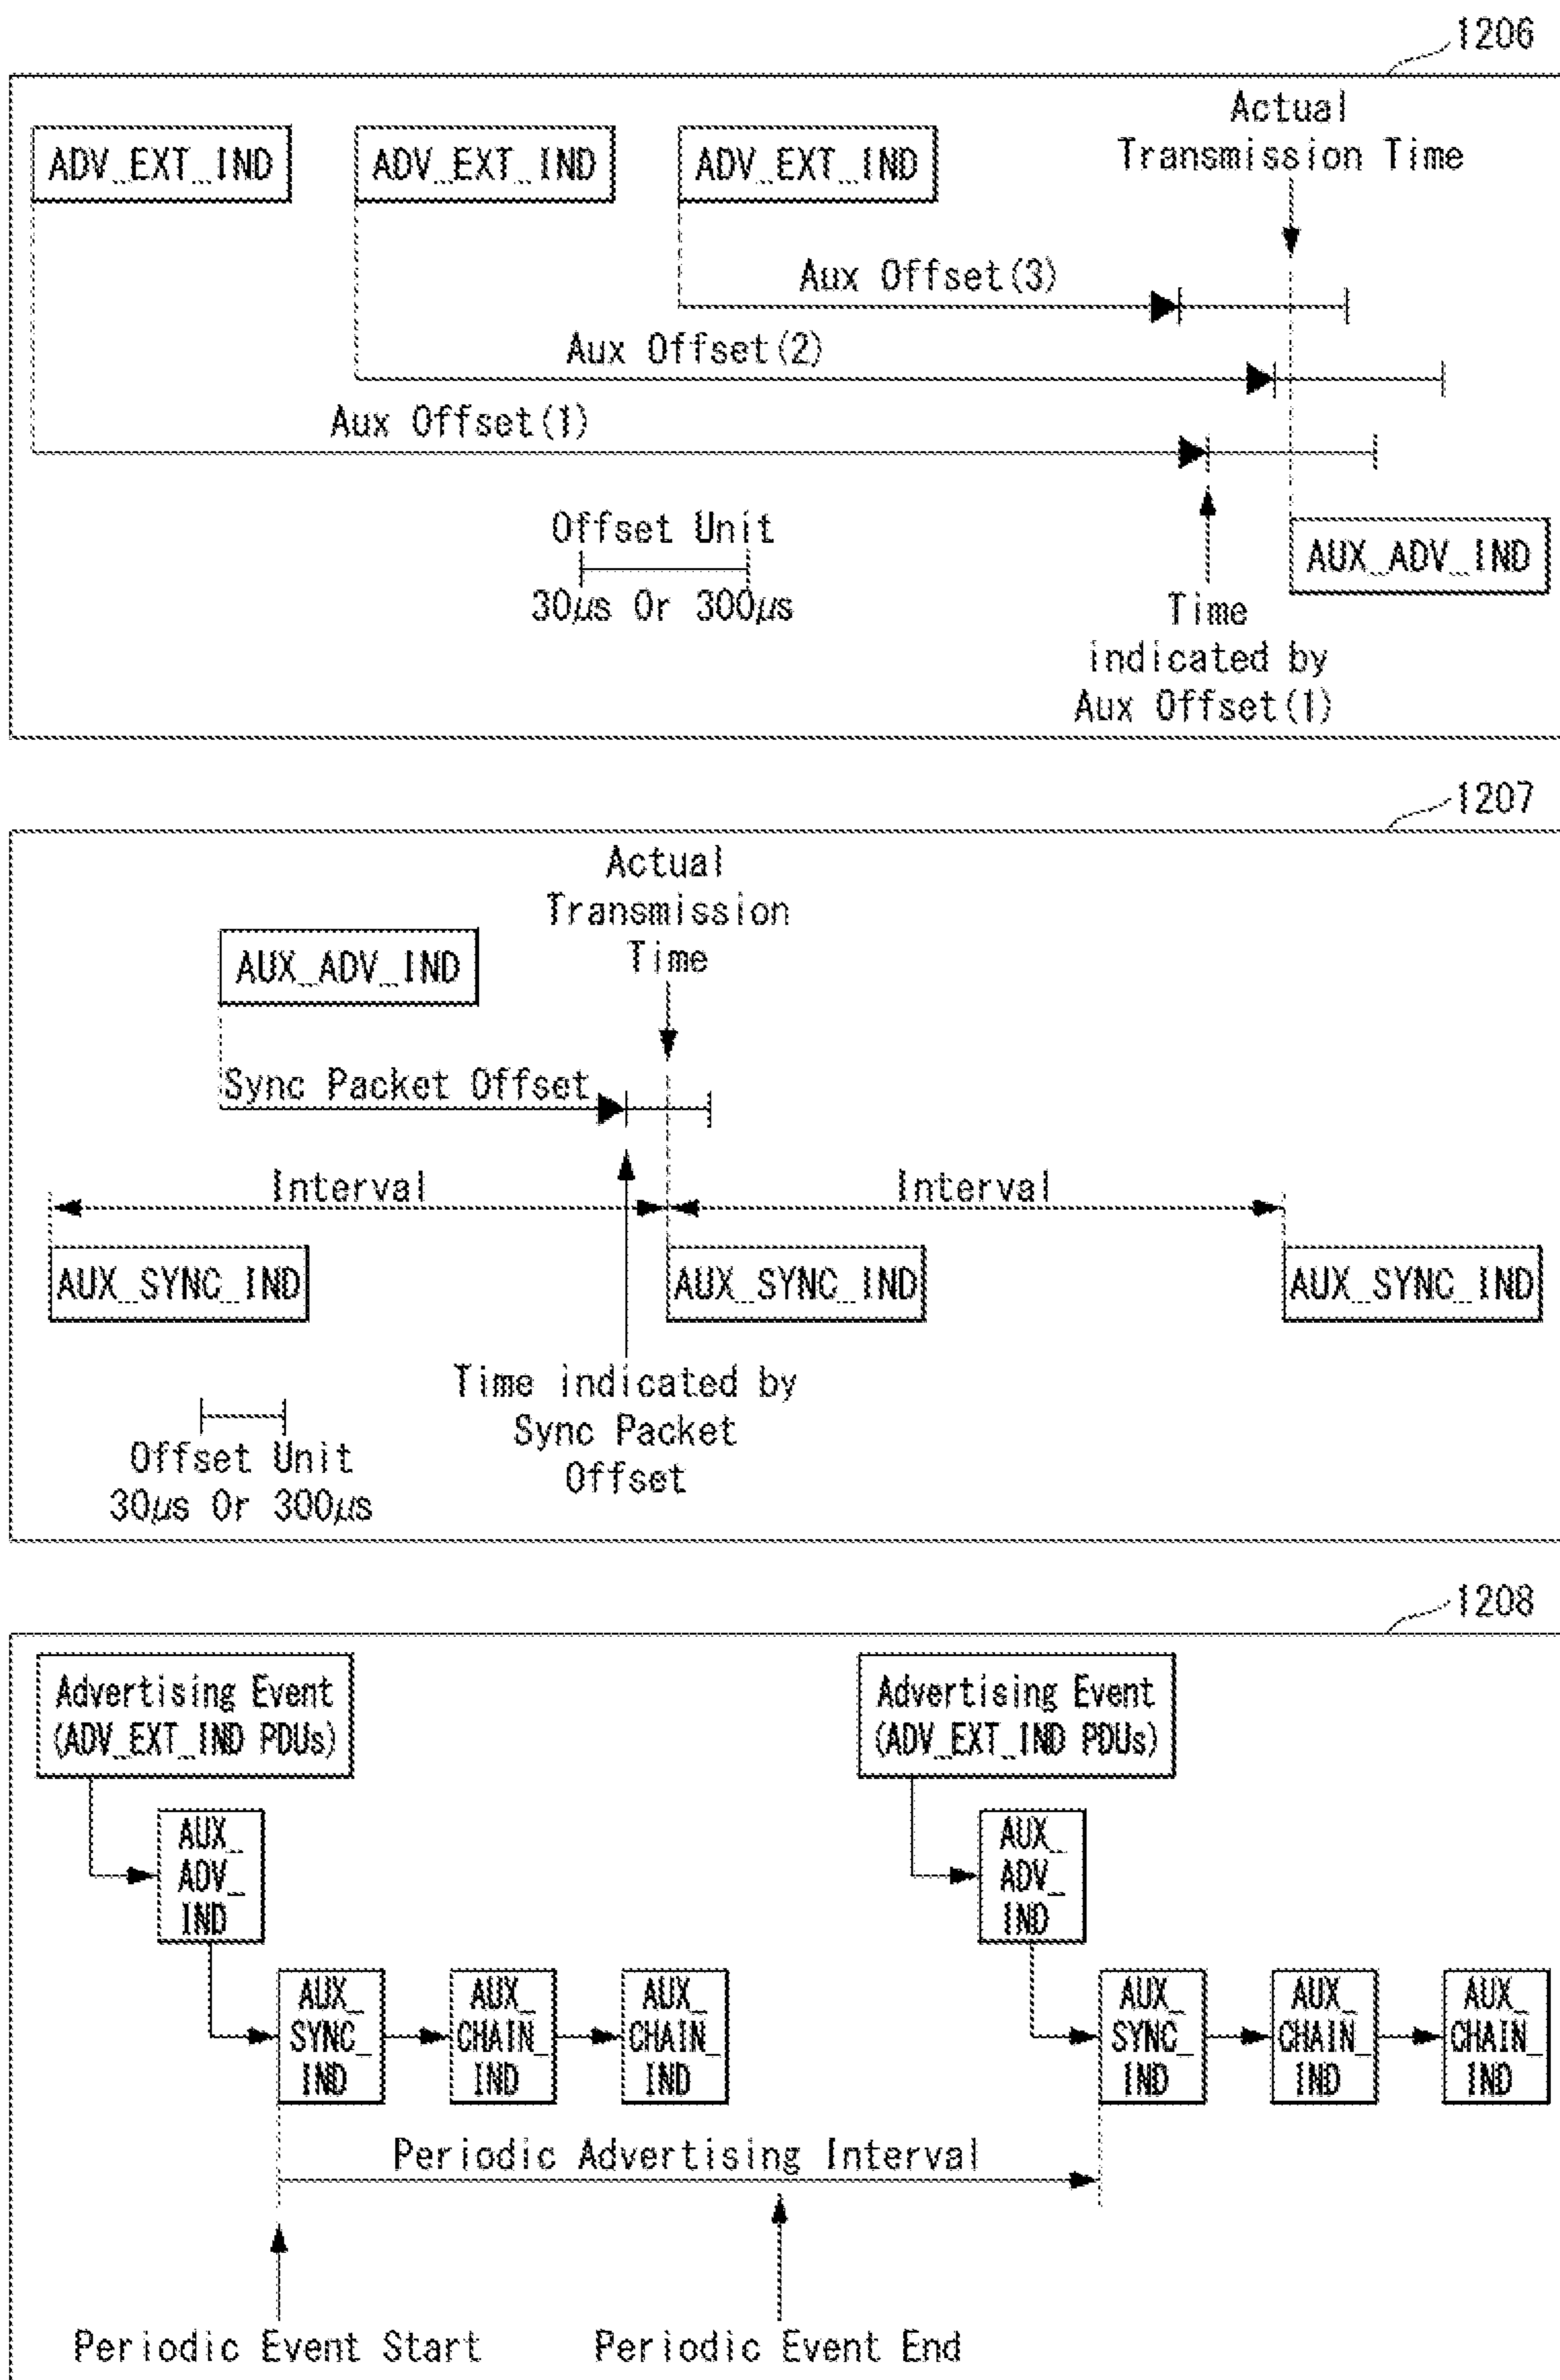 1206
Actual
Transmission Time
ADV_EXT_IND
ADV_EXT_IND
ADV_EXT_IND
Aux Offset(3)
Aux Offset(2)
Aux Offset(1)
Offset Unit
30μs Or 300μs
AUX_ADV_IND
Time
indicated by
Aux Offset(1)
1207
Actual
Transmission
Time
AUX_ADV_IND
Sync Packet Offset
Interval
Interval
AUX_SYNC_IND
AUX_SYNC_IND
AUX_SYNC_IND
Time indicated by
Sync Packet
Offset
Offset Unit
30μs Or 300μs
1208
Advertising Event
(ADV_EXT_IND PDUs)
Advertising Event
(ADV_EXT_IND PDUs)
AUX_
ADV_
IND
AUX_
ADV_
IND
AUX_
SYNC_
IND
AUX_
CHAIN_
IND
AUX_
CHAIN_
IND
AUX_
SYNC_
IND
AUX_
CHAIN_
IND
AUX_
CHAIN_
IND
Periodic Advertising Interval
Periodic Event Start
Periodic Event End